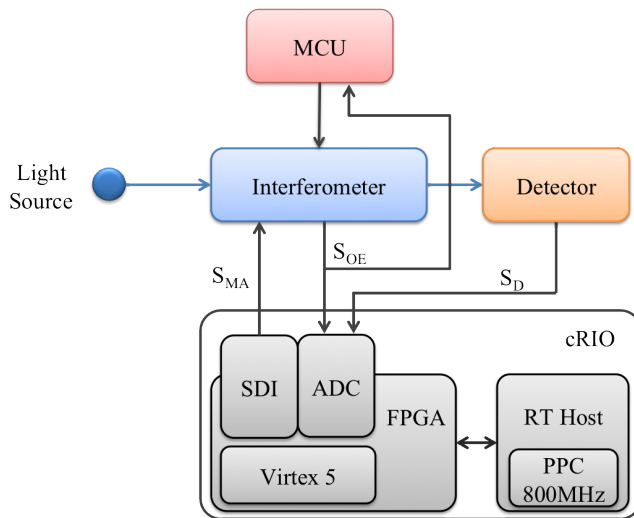 MCU
Light
Source
Interferometer
Detector
S_MA
S_OE
S_D
cRIO
SDI
ADC
FPGA
RT Host
Virtex 5
PPC
800MHz